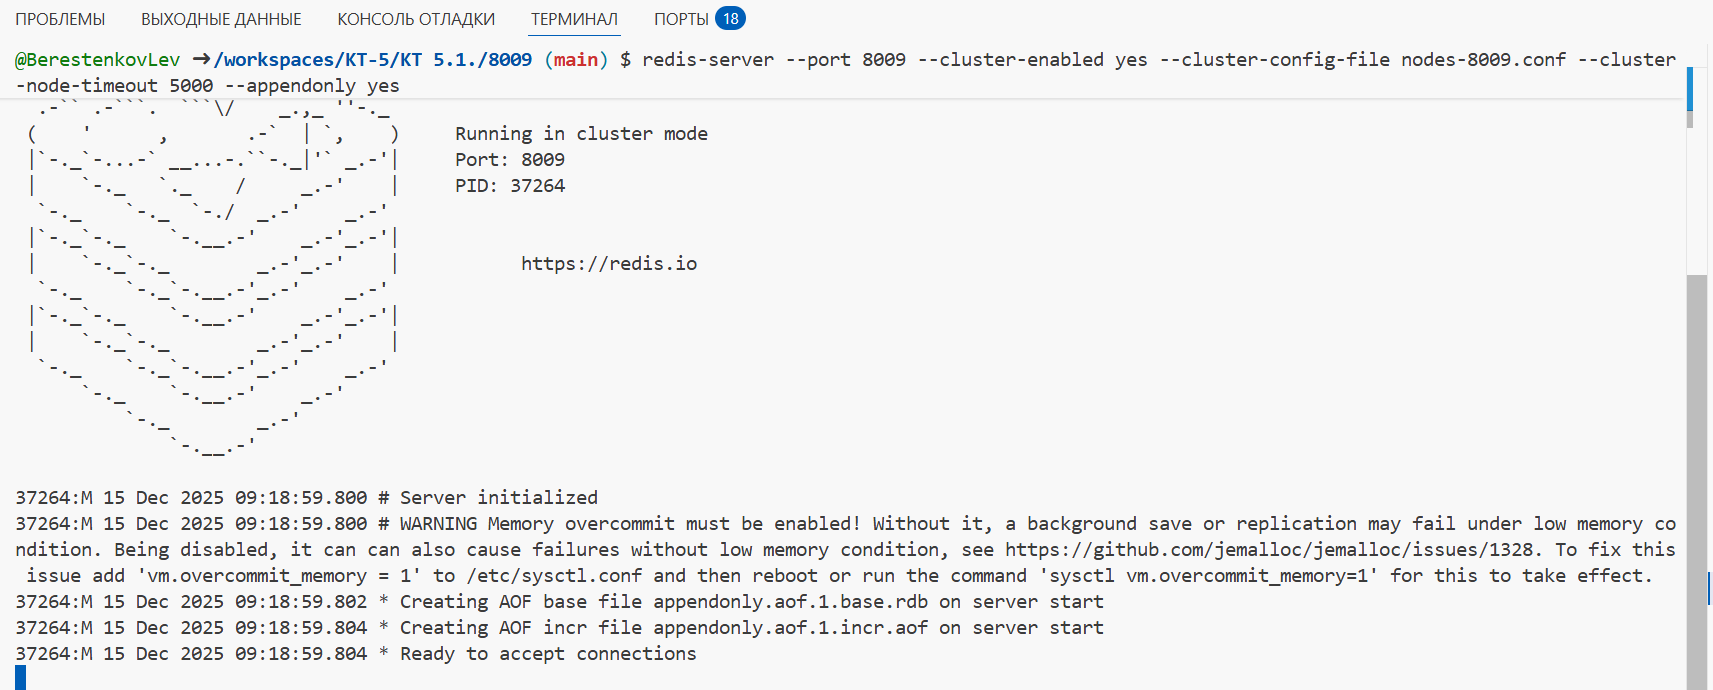 ПРОБЛЕМЫ ВЫХОДНЫЕ ДАННЫЕ КОНСОЛЬ ОТЛАДКИ ТЕРМИНАЛ ПОРТЫ 18
@BerestenkovLev ➜/workspaces/KT-5/KT 5.1./8009 (main) $ redis-server --port 8009 --cluster-enabled yes --cluster-config-file nodes-8009.conf --cluster
-node-timeout 5000 --appendonly yes
Running in cluster mode
Port: 8009
PID: 37264
https://redis.io
37264:M 15 Dec 2025 09:18:59.800 # Server initialized
37264:M 15 Dec 2025 09:18:59.800 # WARNING Memory overcommit must be enabled! Without it, a background save or replication may fail under low memory co
ndition. Being disabled, it can can also cause failures without low memory condition, see https://github.com/jemalloc/jemalloc/issues/1328. To fix this
issue add 'vm.overcommit_memory = 1' to /etc/sysctl.conf and then reboot or run the command 'sysctl vm.overcommit_memory=1' for this to take effect.
37264:M 15 Dec 2025 09:18:59.802 * Creating AOF base file appendonly.aof.1.base.rdb on server start
37264:M 15 Dec 2025 09:18:59.804 * Creating AOF incr file appendonly.aof.1.incr.aof on server start
37264:M 15 Dec 2025 09:18:59.804 * Ready to accept connections